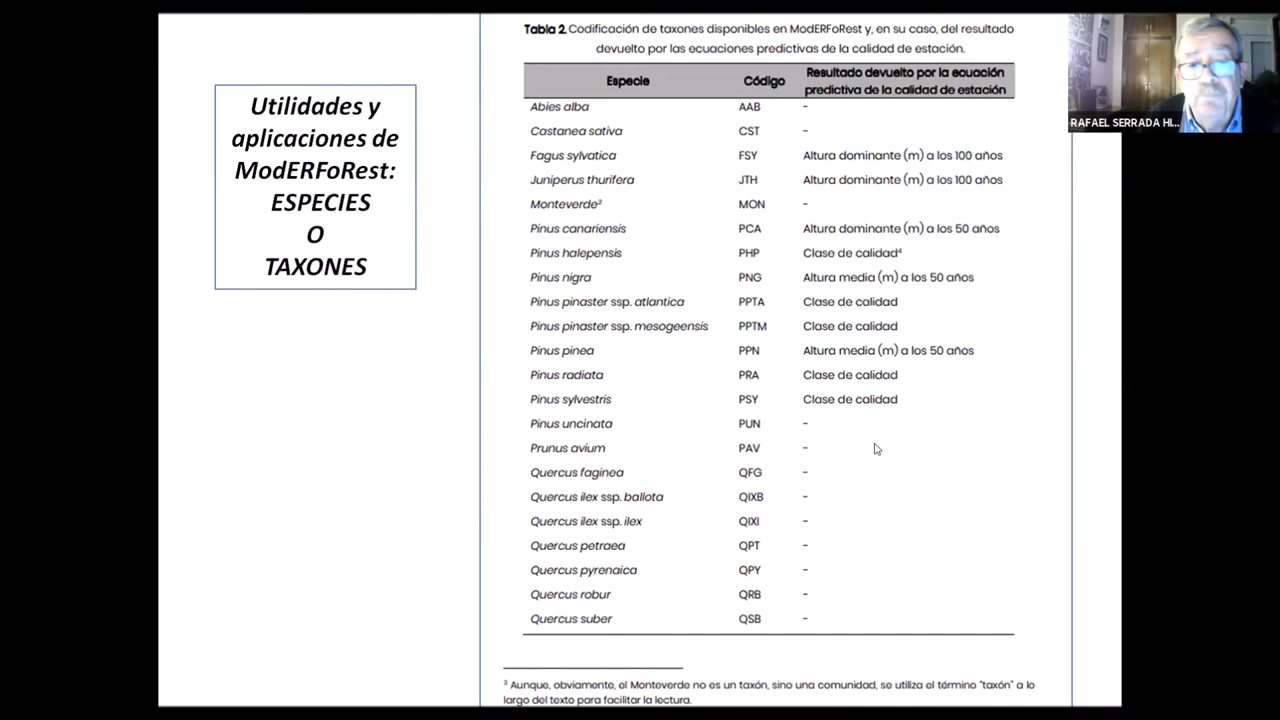 Utilidades y
aplicaciones de
ModERFoRest:
ESPECIES
O
TAXONES
Tabla 2. Codificación de taxones disponibles en ModERFoRest y, en su caso, del resultado
devuelto por las ecuaciones predictivas de la calidad de estación.
Especie Código Resultado devuelto por la ecuación
predictiva de la calidad de estación
Abies alba AAB -
Castanea sativa CST -
Fagus sylvatica FSY Altura dominante (m) a los 100 años
Juniperus thurifera JTH Altura dominante (m) a los 100 años
Monteverde³ MON -
Pinus canariensis PCA Altura dominante (m) a los 50 años
Pinus halepensis PHP Clase de calidad⁴
Pinus nigra PNG Altura media (m) a los 50 años
Pinus pinaster ssp. atlantica PPTA Clase de calidad
Pinus pinaster ssp. mesogeensis PPTM Clase de calidad
Pinus pinea PPN Altura media (m) a los 50 años
Pinus radiata PRA Clase de calidad
Pinus sylvestris PSY Clase de calidad
Pinus uncinata PUN -
Prunus avium PAV -
Quercus faginea QFG -
Quercus ilex ssp. ballota QIXB -
Quercus ilex ssp. ilex QIXI -
Quercus petraea QPT -
Quercus pyrenaica QPY -
Quercus robur QRB -
Quercus suber QSB -
³ Aunque, obviamente, el Monteverde no es un taxón, sino una comunidad, se utiliza el término "taxón" a lo
largo del texto para facilitar la lectura.
RAFAEL SERRADA HI...